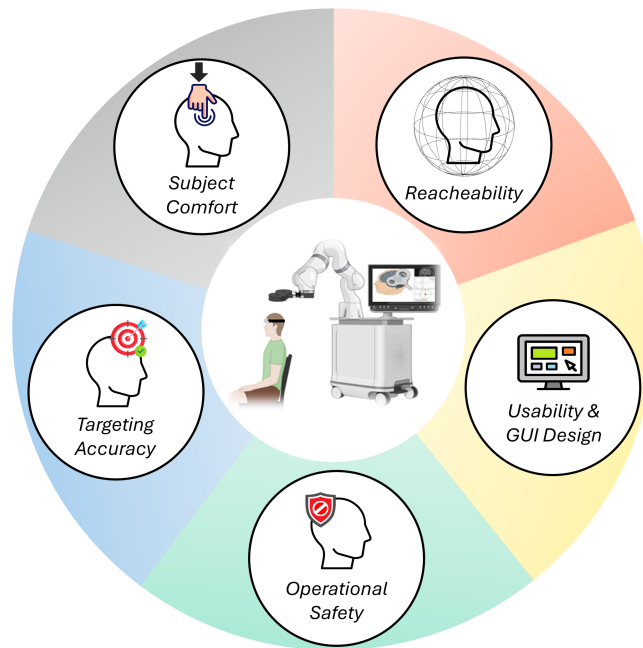 Subject
Comfort
Reacheability
Targeting
Accuracy
Usability &
GUI Design
Operational
Safety